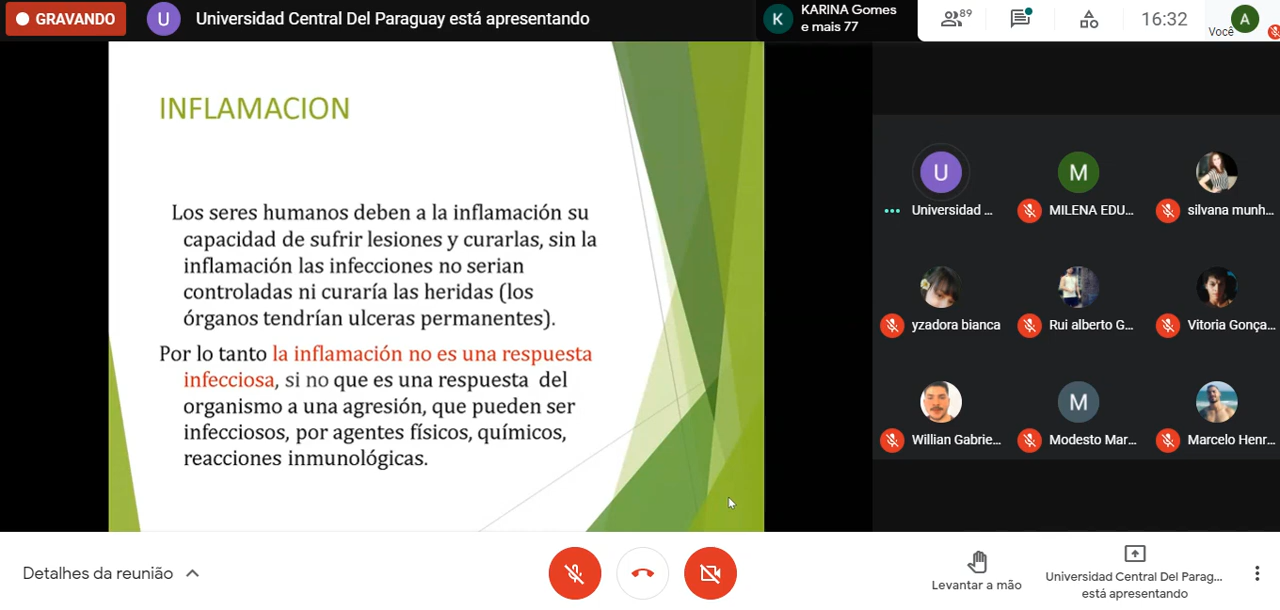 GRAVANDO
U
Universidad Central Del Paraguay está apresentando
K
KARINA Gomes
e mais 77
89
16:32
Você
A
INFLAMACION
Los seres humanos deben a la inflamación su
capacidad de sufrir lesiones y curarlas, sin la
inflamación las infecciones no serian
controladas ni curaría las heridas (los
órganos tendrían ulceras permanentes).
Por lo tanto la inflamación no es una respuesta
infecciosa, si no que es una respuesta del
organismo a una agresión, que pueden ser
infecciosos, por agentes físicos, químicos,
reacciones inmunológicas.
U
M
Universidad ...
MILENA EDU...
silvana munh...
yzadora bianca
Rui alberto G...
Vitoria Gonça...
M
Willian Gabrie...
Modesto Mar...
Marcelo Henr...
Detalhes da reunião
Levantar a mão
Universidad Central Del Parag...
está apresentando